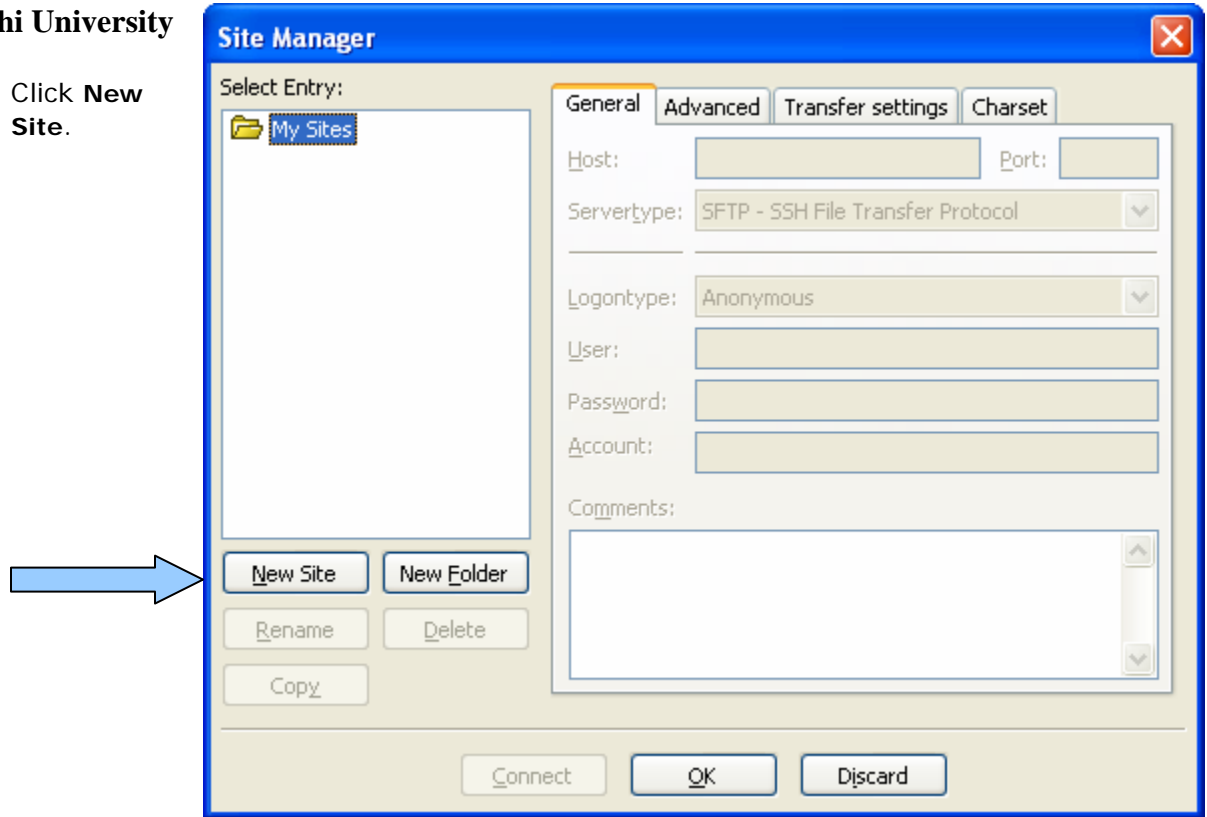 hi University
Click New
Site.
Site Manager
Select Entry:
My Sites
New Site New Folder
Rename Delete
Copy
General Advanced Transfer settings Charset
Host: Port:
Servertype: SFTP - SSH File Transfer Protocol
Logontype: Anonymous
User:
Password:
Account:
Comments:
Connect OK Discard